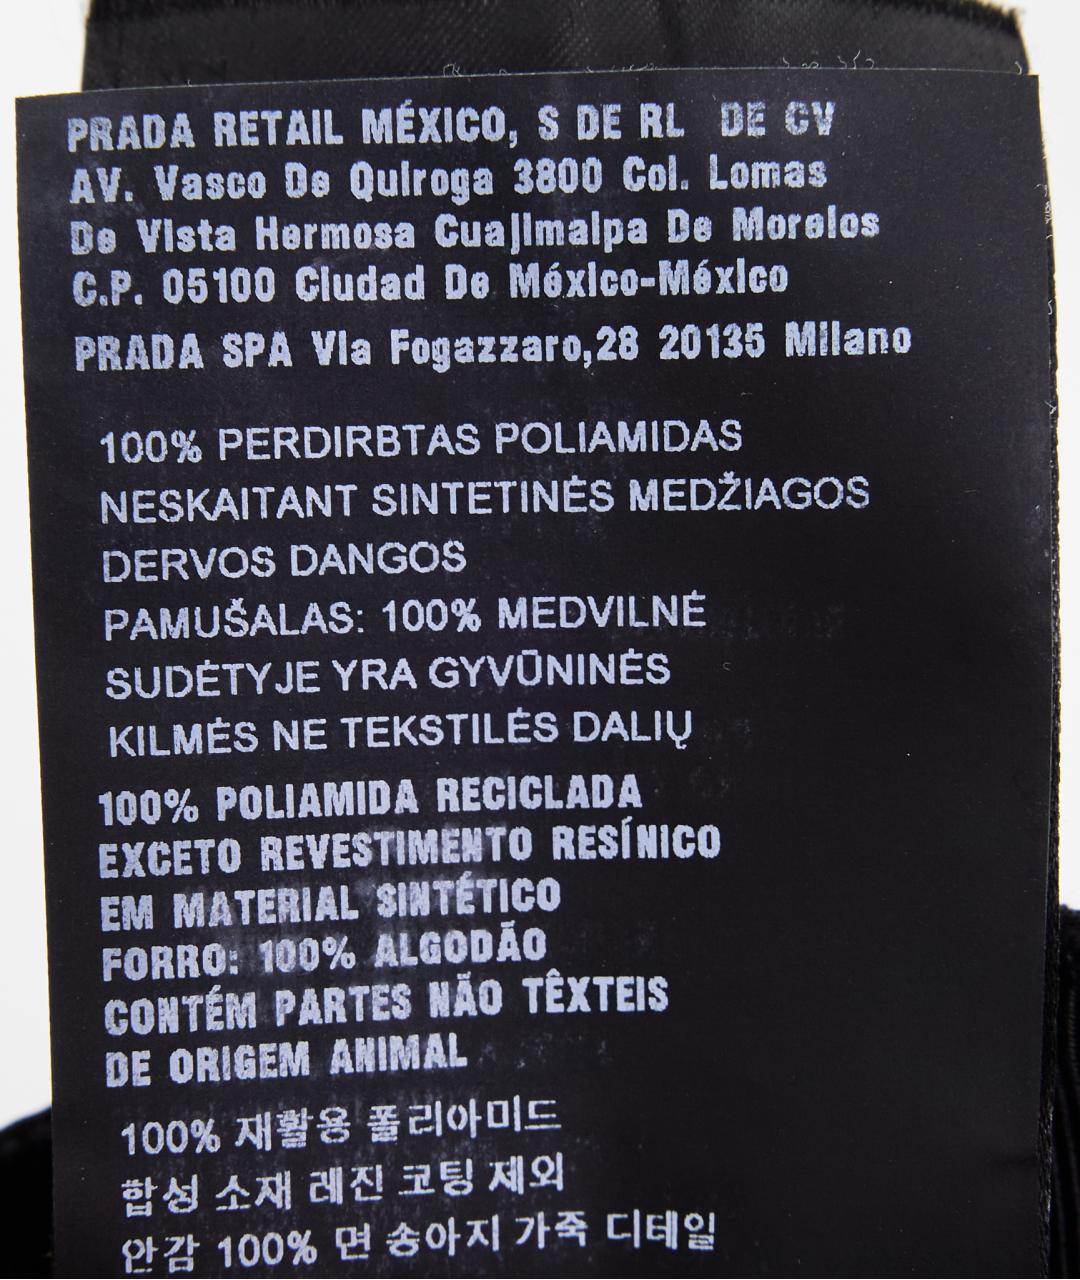 PRADA RETAIL MÉXICO, S DE RL DE CV
AV. Vasco De Quiroga 3800 Col. Lomas
De Vista Hermosa Cuajimalpa De Morelos
C.P. 05100 Ciudad De México-México
PRADA SPA Via Fogazzaro,28 20135 Milano
100% PERDIRBTAS POLIAMIDAS
NESKAITANT SINTETINĖS MEDŽIAGOS
DERVOS DANGOS
PAMUŠALAS: 100% MEDVILNĖ
SUDĖTYJE YRA GYVŪNINĖS
KILMĖS NE TEKSTILĖS DALIŲ
100% POLIAMIDA RECICLADA
EXCETO REVESTIMENTO RESÍNICO
EM MATERIAL SINTÉTICO
FORRO: 100% ALGODÃO
CONTÉM PARTES NÃO TÊXTEIS
DE ORIGEM ANIMAL
100% 재활용 폴리아미드
합성 소재 레진 코팅 제외
안감 100% 면 송아지 가죽 디테일